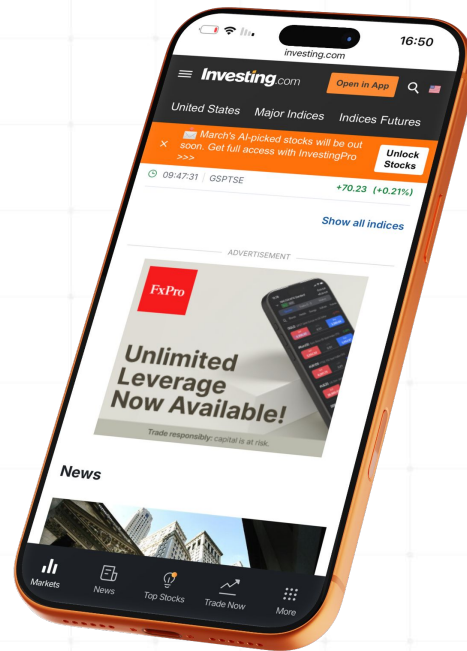 16:50
investing.com
Investing.com
Open in App
United States Major Indices Indices Futures
March's AI-picked stocks will be out
soon. Get full access with InvestingPro
>>>
Unlock
Stocks
09:47:31 GSPTSE
+70.23 (+0.21%)
Show all indices
ADVERTISEMENT
FxPro
Unlimited
Leverage
Now Available!
Trade responsibly: capital is at risk.
News
Markets
News
Top Stocks
Trade Now
More